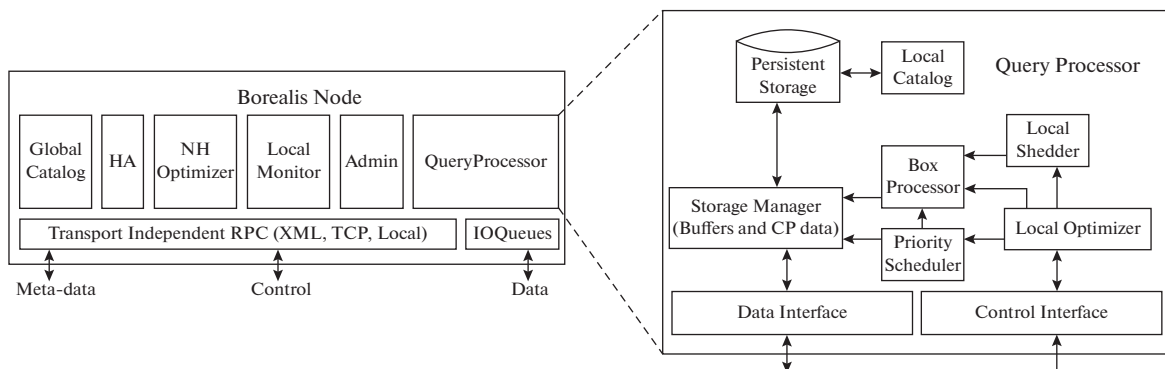 Borealis Node
Global
Catalog
HA
NH
Optimizer
Local
Monitor
Admin
QueryProcessor
Transport Independent RPC (XML, TCP, Local)
IOQueues
Meta-data
Control
Data
Query Processor
Persistent
Storage
Local
Catalog
Local
Shedder
Box
Processor
Storage Manager
(Buffers and CP data)
Priority
Scheduler
Local Optimizer
Data Interface
Control Interface